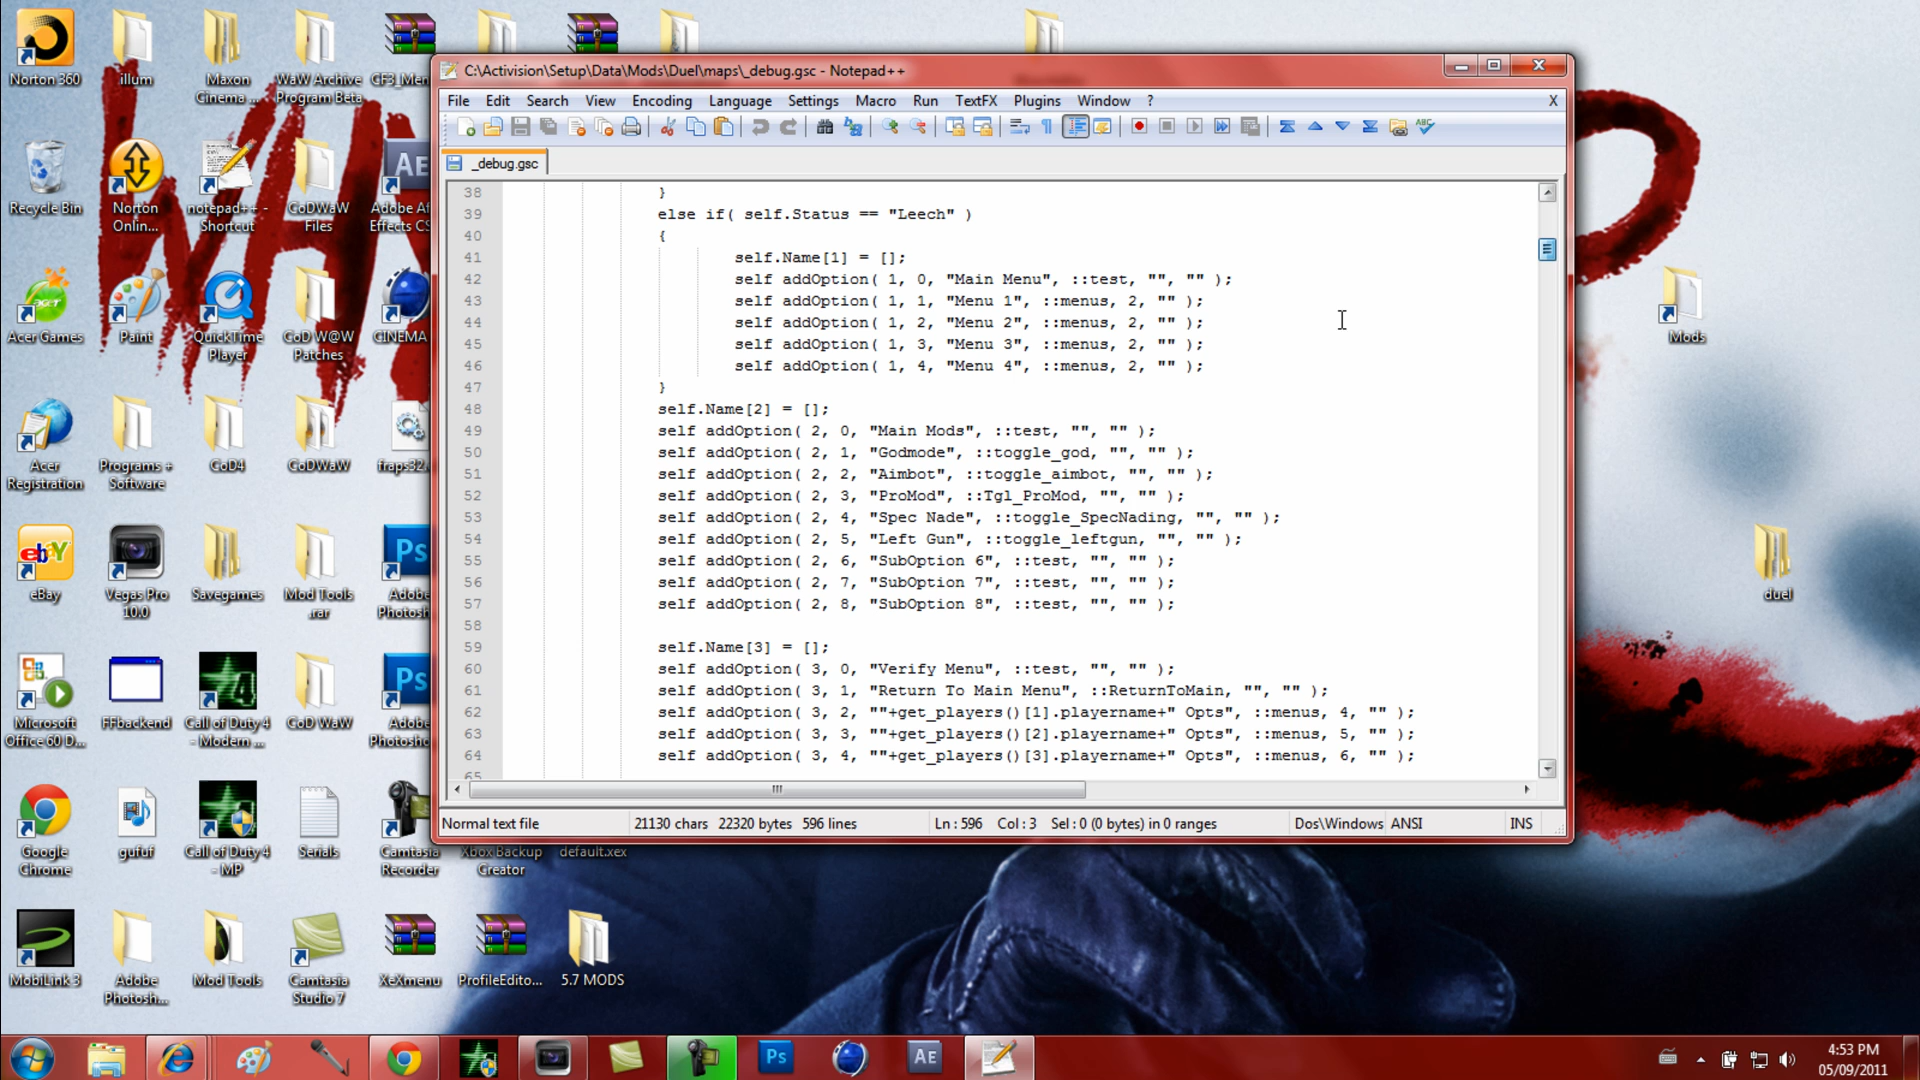 C:\Activision\Setup\Data\Mods\Duel\maps\_debug.gsc - Notepad++
File Edit Search View Encoding Language Settings Macro Run TextFX Plugins Window ? X
_debug.gsc
38 }
39 else if( self.Status == "Leech" )
40 {
41 self.Name[1] = [];
42 self addOption( 1, 0, "Main Menu", ::test, "", "" );
43 self addOption( 1, 1, "Menu 1", ::menus, 2, "" );
44 self addOption( 1, 2, "Menu 2", ::menus, 2, "" );
45 self addOption( 1, 3, "Menu 3", ::menus, 2, "" );
46 self addOption( 1, 4, "Menu 4", ::menus, 2, "" );
47 }
48 self.Name[2] = [];
49 self addOption( 2, 0, "Main Mods", ::test, "", "" );
50 self addOption( 2, 1, "Godmode", ::toggle_god, "", "" );
51 self addOption( 2, 2, "Aimbot", ::toggle_aimbot, "", "" );
52 self addOption( 2, 3, "ProMod", ::Tgl_ProMod, "", "" );
53 self addOption( 2, 4, "Spec Nade", ::toggle_SpecNading, "", "" );
54 self addOption( 2, 5, "Left Gun", ::toggle_leftgun, "", "" );
55 self addOption( 2, 6, "SubOption 6", ::test, "", "" );
56 self addOption( 2, 7, "SubOption 7", ::test, "", "" );
57 self addOption( 2, 8, "SubOption 8", ::test, "", "" );
58
59 self.Name[3] = [];
60 self addOption( 3, 0, "Verify Menu", ::test, "", "" );
61 self addOption( 3, 1, "Return To Main Menu", ::ReturnToMain, "", "" );
62 self addOption( 3, 2, ""+get_players()[1].playername+" Opts", ::menus, 4, "" );
63 self addOption( 3, 3, ""+get_players()[2].playername+" Opts", ::menus, 5, "" );
64 self addOption( 3, 4, ""+get_players()[3].playername+" Opts", ::menus, 6, "" );
65
Normal text file 21130 chars 22320 bytes 596 lines Ln : 596 Col : 3 Sel : 0 (0 bytes) in 0 ranges Dos\Windows ANSI INS
Norton 360
illum
Maxon
Cinema ...
WaW Archive
Program Beta
CF3_Men
Recycle Bin
Norton
Onlin...
notepad++ -
Shortcut
CoDWaW
Files
Adobe Af
Effects CS
Acer Games
Paint
QuickTime
Player
CoD W@W
Patches
CINEMA
Acer
Registration
Programs +
Software
CoD4
CoDWaW
fraps32.
eBay
Vegas Pro
10.0
Savegames
Mod Tools
.rar
Adobe
Photosh
Microsoft
Office 60 D...
FFbackend
Call of Duty 4
- Modern ...
CoD WaW
Adobe
Photosho
Google
Chrome
gufuf
Call of Duty 4
- MP
Serials
Camtasia
Recorder
Xbox Backup
Creator
default.xex
MobiLink 3
Adobe
Photosh...
Mod Tools
Camtasia
Studio 7
XeXmenu
ProfileEdito...
5.7 MODS
Mods
duel
4:53 PM
05/09/2011